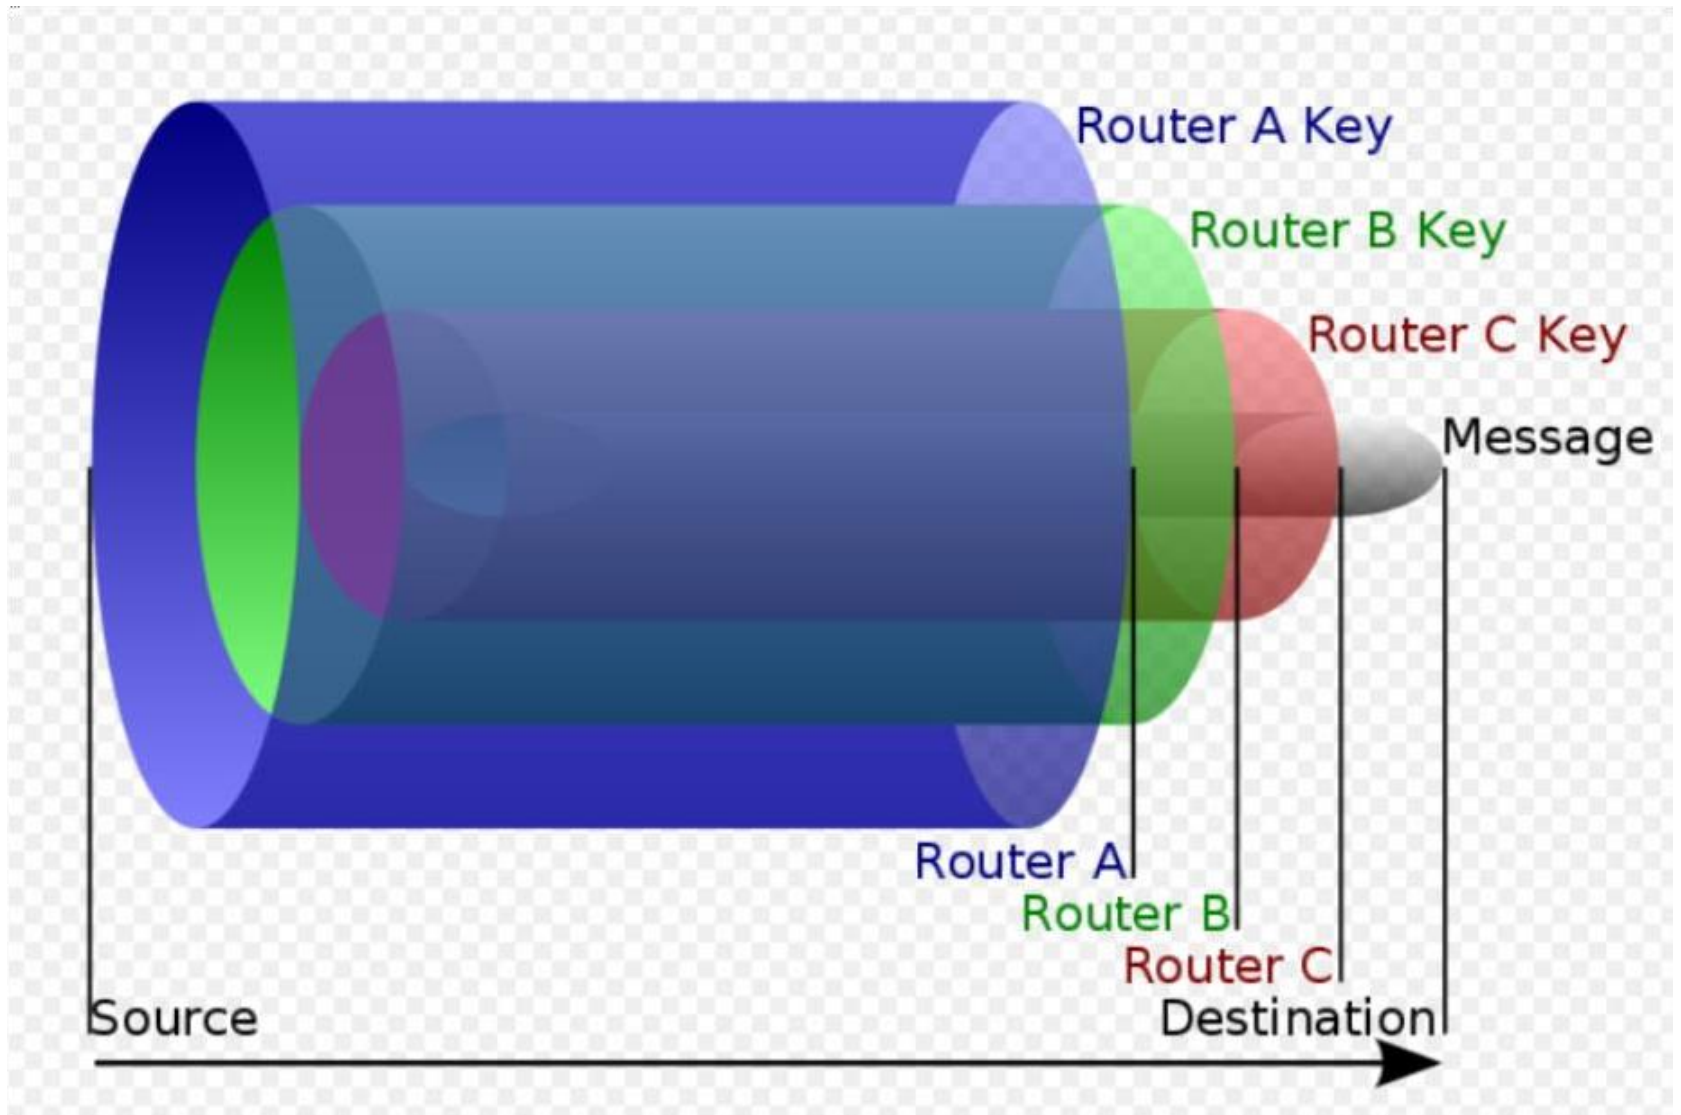 Router A Key
Router B Key
Router C Key
Message
Router A
Router B
Router C
Source
Destination